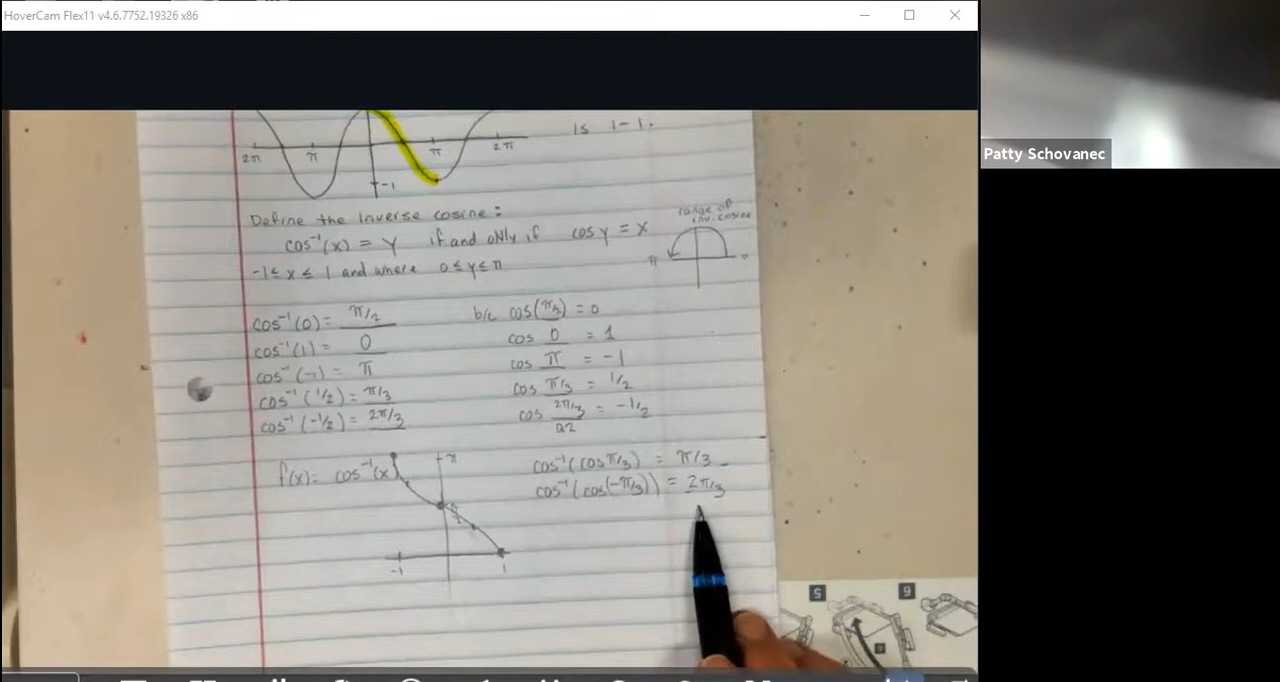 HoverCam Flex11 v4.6.7752.19326 x86
Patty Schovanec
is 1-1.
2π π π 2π
-1
Define the Inverse cosine:
range of
inv. cosine
cos⁻¹(x) = y if and only if cos y = x
-1 ≤ x ≤ 1 and where 0 ≤ y ≤ π
π 0
cos⁻¹(0) = π/2 b/c cos(π/2) = 0
cos⁻¹(1) = 0 cos 0 = 1
cos⁻¹(-1) = π cos π = -1
cos⁻¹(1/2) = π/3 cos π/3 = 1/2
cos⁻¹(-1/2) = 2π/3 cos 2π/3 = -1/2
Q2
f(x) = cos⁻¹(x)
π
π/2
-1 1
cos⁻¹(cos π/3) = π/3
cos⁻¹(cos(-π/3)) = 2π/3
5 6